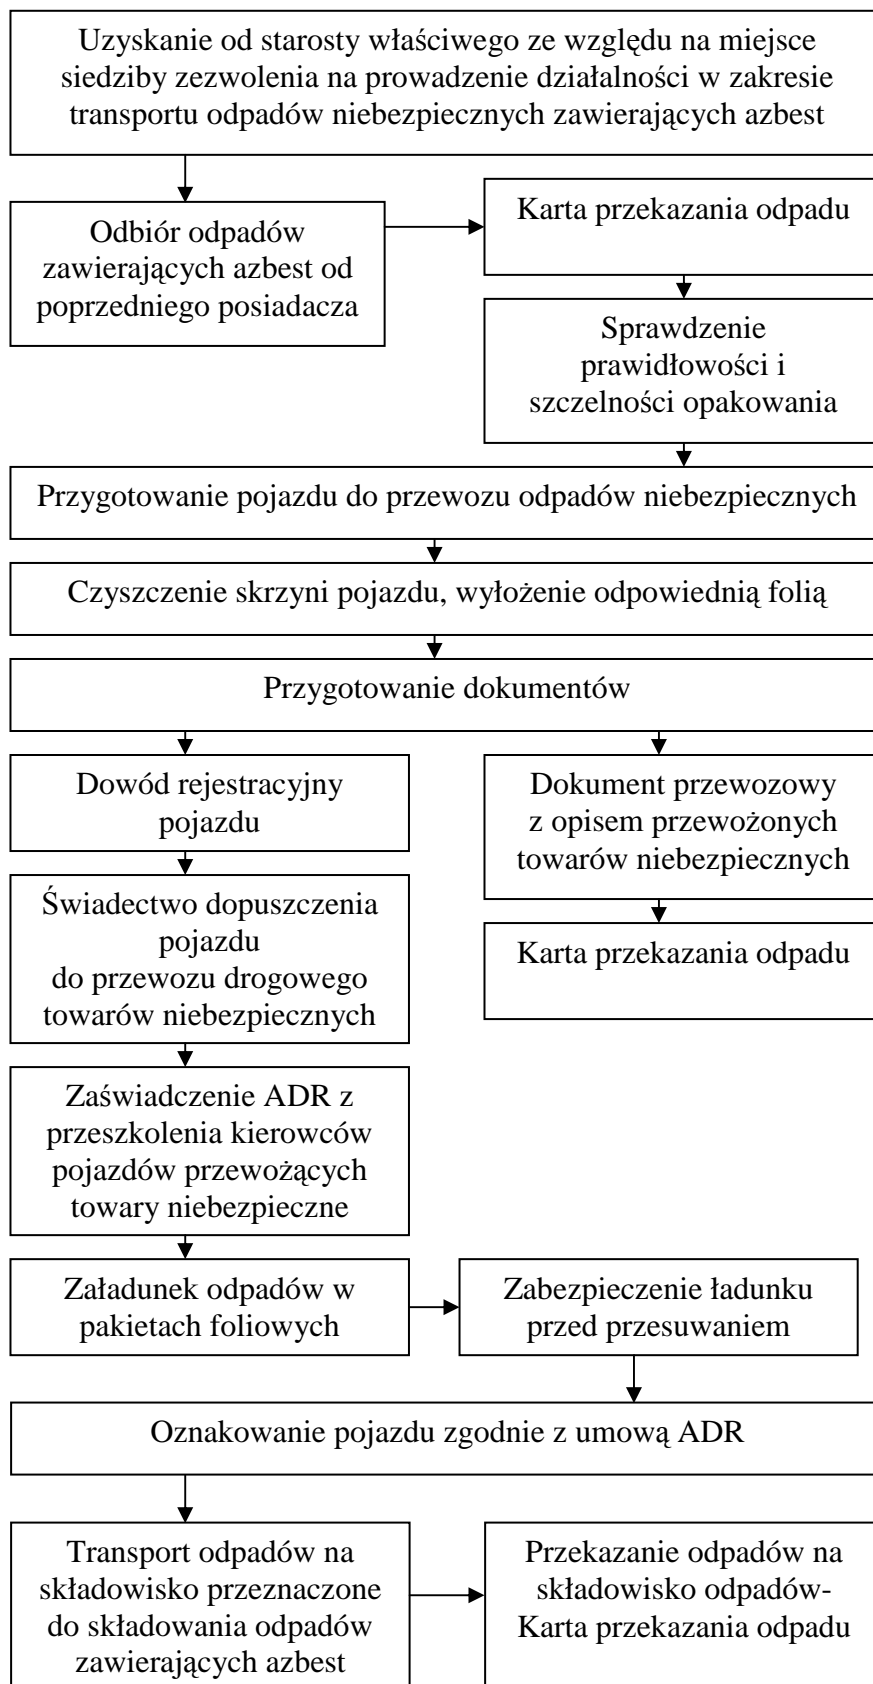 Uzyskanie od starosty właściwego ze względu na miejsce
siedziby zezwolenia na prowadzenie działalności w zakresie
transportu odpadów niebezpiecznych zawierających azbest
Odbiór odpadów
zawierających azbest od
poprzedniego posiadacza
Karta przekazania odpadu
Sprawdzenie
prawidłowości i
szczelności opakowania
Przygotowanie pojazdu do przewozu odpadów niebezpiecznych
Czyszczenie skrzyni pojazdu, wyłożenie odpowiednią folią
Przygotowanie dokumentów
Dowód rejestracyjny
pojazdu
Świadectwo dopuszczenia
pojazdu
do przewozu drogowego
towarów niebezpiecznych
Zaświadczenie ADR z
przeszkolenia kierowców
pojazdów przewożących
towary niebezpieczne
Dokument przewozowy
z opisem przewożonych
towarów niebezpiecznych
Karta przekazania odpadu
Załadunek odpadów w
pakietach foliowych
Zabezpieczenie ładunku
przed przesuwaniem
Oznakowanie pojazdu zgodnie z umową ADR
Transport odpadów na
składowisko przeznaczone
do składowania odpadów
zawierających azbest
Przekazanie odpadów na
składowisko odpadów-
Karta przekazania odpadu